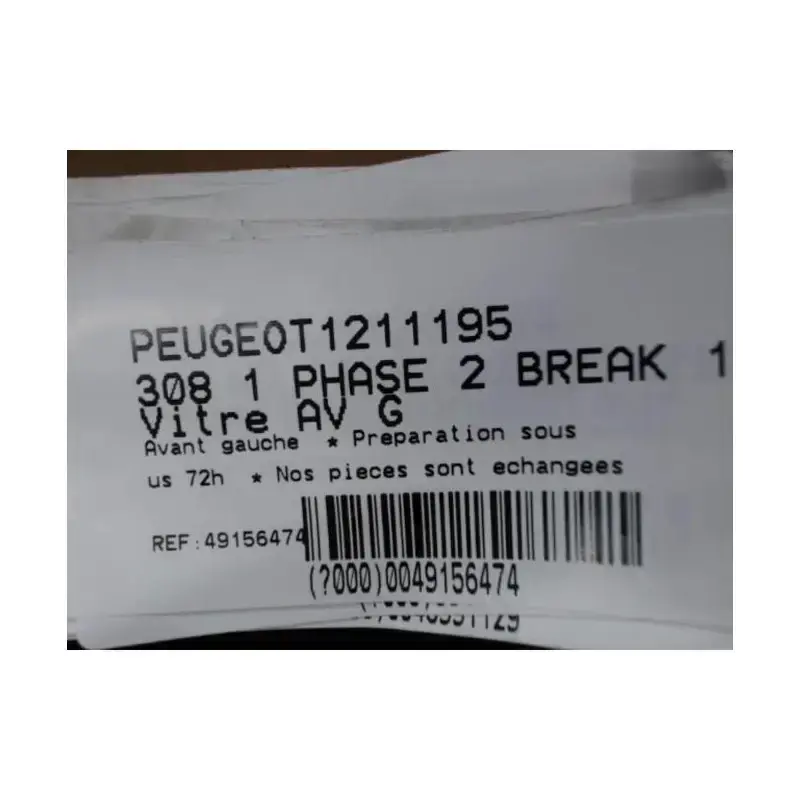 PEUGEOT1211195
308 1 PHASE 2 BREAK 1
Vitre AV G
Avant gauche * Preparation sous
us 72h * Nos pieces sont echangees
REF:49156474
(?000)0049156474